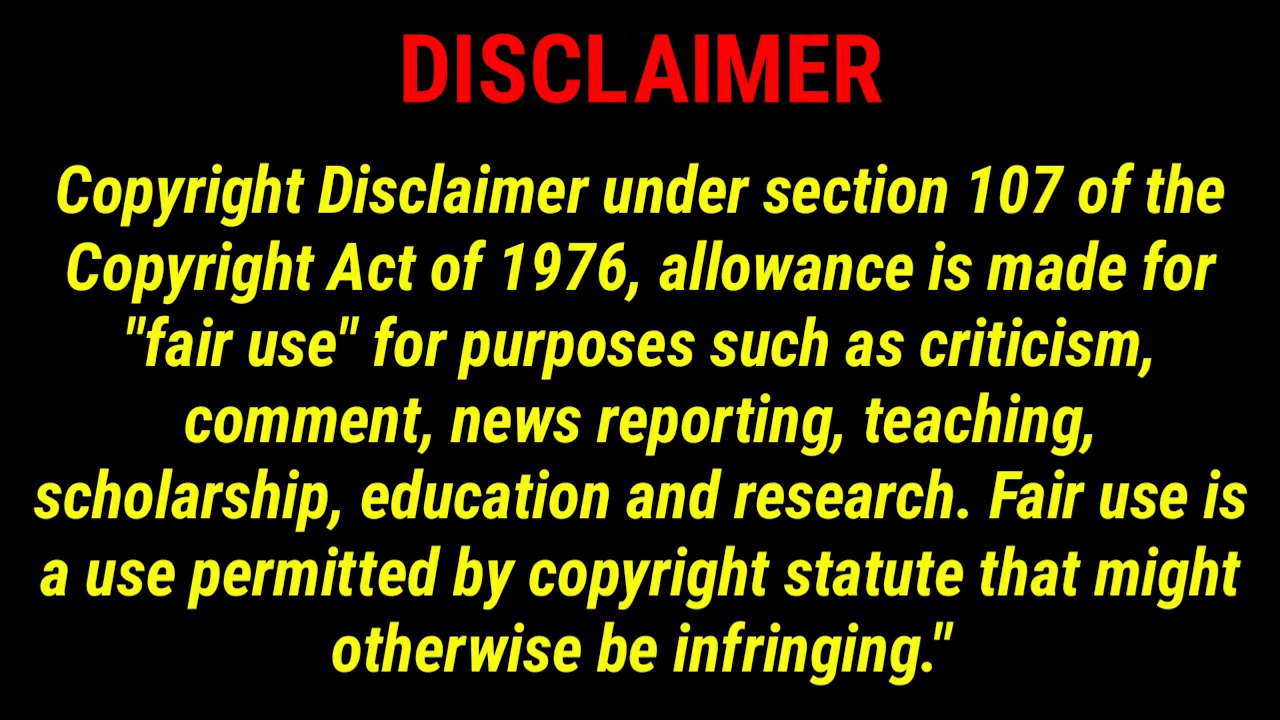 DISCLAIMER
Copyright Disclaimer under section 107 of the
Copyright Act of 1976, allowance is made for
"fair use" for purposes such as criticism,
comment, news reporting, teaching,
scholarship, education and research. Fair use is
a use permitted by copyright statute that might
otherwise be infringing."